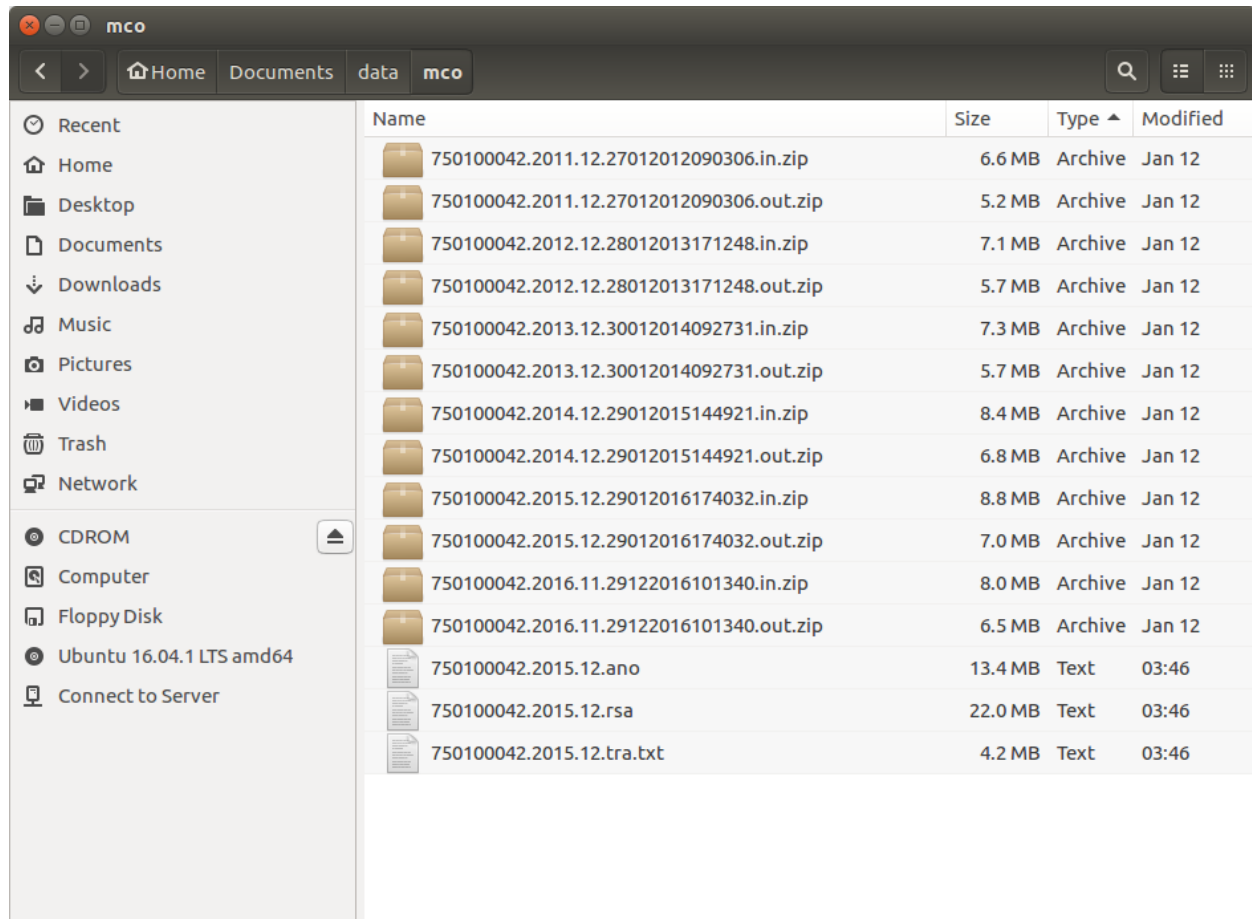 mco
Home Documents data mco
Recent
Home
Desktop
Documents
Downloads
Music
Pictures
Videos
Trash
Network
CDROM
Computer
Floppy Disk
Ubuntu 16.04.1 LTS amd64
Connect to Server
Name Size Type Modified
750100042.2011.12.27012012090306.in.zip 6.6 MB Archive Jan 12
750100042.2011.12.27012012090306.out.zip 5.2 MB Archive Jan 12
750100042.2012.12.28012013171248.in.zip 7.1 MB Archive Jan 12
750100042.2012.12.28012013171248.out.zip 5.7 MB Archive Jan 12
750100042.2013.12.30012014092731.in.zip 7.3 MB Archive Jan 12
750100042.2013.12.30012014092731.out.zip 5.7 MB Archive Jan 12
750100042.2014.12.29012015144921.in.zip 8.4 MB Archive Jan 12
750100042.2014.12.29012015144921.out.zip 6.8 MB Archive Jan 12
750100042.2015.12.29012016174032.in.zip 8.8 MB Archive Jan 12
750100042.2015.12.29012016174032.out.zip 7.0 MB Archive Jan 12
750100042.2016.11.29122016101340.in.zip 8.0 MB Archive Jan 12
750100042.2016.11.29122016101340.out.zip 6.5 MB Archive Jan 12
750100042.2015.12.ano 13.4 MB Text 03:46
750100042.2015.12.rsa 22.0 MB Text 03:46
750100042.2015.12.tra.txt 4.2 MB Text 03:46